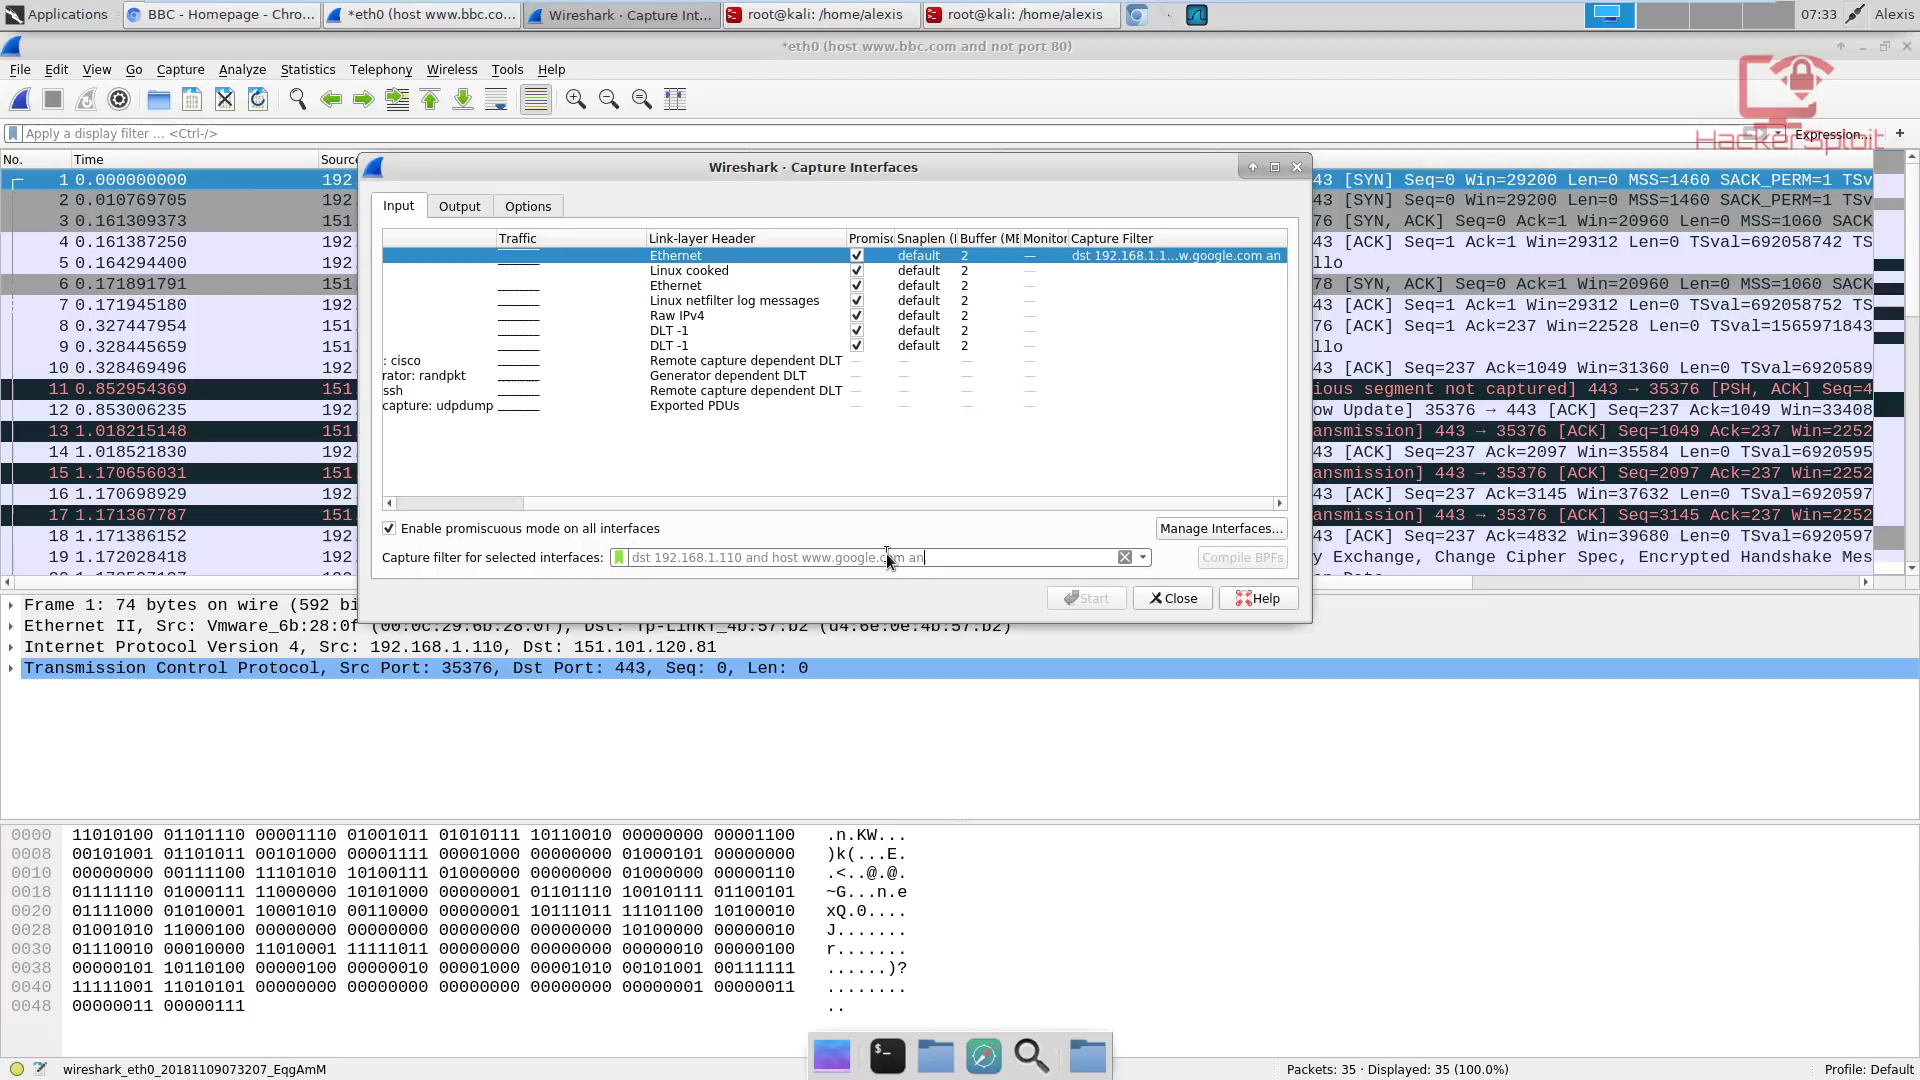 Applications
BBC - Homepage - Chro...
*eth0 (host www.bbc.co...
Wireshark · Capture Int...
root@kali: /home/alexis
root@kali: /home/alexis
07:33
Alexis
*eth0 (host www.bbc.com and not port 80)
File Edit View Go Capture Analyze Statistics Telephony Wireless Tools Help
HackerSploit
Apply a display filter ... <Ctrl-/>
Expression...
+
No. Time Sourc
1 0.000000000 192
2 0.010769705 192
3 0.161309373 151
4 0.161387250 192
5 0.164294400 192
6 0.171891791 151
7 0.171945180 192
8 0.327447954 151
9 0.328445659 151
10 0.328469496 192
11 0.852954369 151
12 0.853006235 192
13 1.018215148 151
14 1.018521830 192
15 1.170656031 151
16 1.170698929 192
17 1.171367787 151
18 1.171386152 192
19 1.172028418 192
Wireshark · Capture Interfaces
Input Output Options
Traffic Link-layer Header Promisc Snaplen ( Buffer (ME Monitor Capture Filter
Ethernet default 2 — dst 192.168.1.1...w.google.com an
Linux cooked default 2 —
Ethernet default 2 —
Linux netfilter log messages default 2 —
Raw IPv4 default 2 —
DLT -1 default 2 —
DLT -1 default 2 —
: cisco Remote capture dependent DLT — — — —
rator: randpkt Generator dependent DLT — — — —
ssh Remote capture dependent DLT — — — —
capture: udpdump Exported PDUs — — — —
Enable promiscuous mode on all interfaces
Manage Interfaces...
Capture filter for selected interfaces: dst 192.168.1.110 and host www.google.com an
Compile BPFs
Start Close Help
43 [SYN] Seq=0 Win=29200 Len=0 MSS=1460 SACK_PERM=1 TSv
43 [SYN] Seq=0 Win=29200 Len=0 MSS=1460 SACK_PERM=1 TSv
76 [SYN, ACK] Seq=0 Ack=1 Win=20960 Len=0 MSS=1060 SACK
43 [ACK] Seq=1 Ack=1 Win=29312 Len=0 TSval=692058742 TS
llo
78 [SYN, ACK] Seq=0 Ack=1 Win=20960 Len=0 MSS=1060 SACK
43 [ACK] Seq=1 Ack=1 Win=29312 Len=0 TSval=692058752 TS
76 [ACK] Seq=1 Ack=237 Win=22528 Len=0 TSval=1565971843
llo
43 [ACK] Seq=237 Ack=1049 Win=31360 Len=0 TSval=6920589
ious segment not captured] 443 → 35376 [PSH, ACK] Seq=4
ow Update] 35376 → 443 [ACK] Seq=237 Ack=1049 Win=33408
ansmission] 443 → 35376 [ACK] Seq=1049 Ack=237 Win=2252
43 [ACK] Seq=237 Ack=2097 Win=35584 Len=0 TSval=6920595
ansmission] 443 → 35376 [ACK] Seq=2097 Ack=237 Win=2252
43 [ACK] Seq=237 Ack=3145 Win=37632 Len=0 TSval=6920597
ansmission] 443 → 35376 [ACK] Seq=3145 Ack=237 Win=2252
43 [ACK] Seq=237 Ack=4832 Win=39680 Len=0 TSval=6920597
y Exchange, Change Cipher Spec, Encrypted Handshake Mes
Frame 1: 74 bytes on wire (592 bi
Ethernet II, Src: Vmware_6b:28:0f (00:0c:29:6b:28:0f), Dst: Tp-LinkT_4b:57:b2 (d4:6e:0e:4b:57:b2)
Internet Protocol Version 4, Src: 192.168.1.110, Dst: 151.101.120.81
Transmission Control Protocol, Src Port: 35376, Dst Port: 443, Seq: 0, Len: 0
0000 11010100 01101110 00001110 01001011 01010111 10110010 00000000 00001100 .n.KW...
0008 00101001 01101011 00101000 00001111 00001000 00000000 01000101 00000000 )k(...E.
0010 00000000 00111100 11101010 10100111 01000000 00000000 01000000 00000110 .<..@.@.
0018 01111110 01000111 11000000 10101000 00000001 01101110 10010111 01100101 ~G...n.e
0020 01111000 01010001 10001010 00110000 00000001 10111011 11101100 10100010 xQ.0....
0028 01001010 11000100 00000000 00000000 00000000 00000000 10100000 00000010 J.......
0030 01110010 00010000 11010001 11111011 00000000 00000000 00000010 00000100 r.......
0038 00000101 10110100 00000100 00000010 00001000 00001010 00101001 00111111 ......)?
0040 11111001 11010101 00000000 00000000 00000000 00000000 00000001 00000011 ........
0048 00000011 00000111 ..
wireshark_eth0_20181109073207_EqgAmM
Packets: 35 · Displayed: 35 (100.0%)
Profile: Default